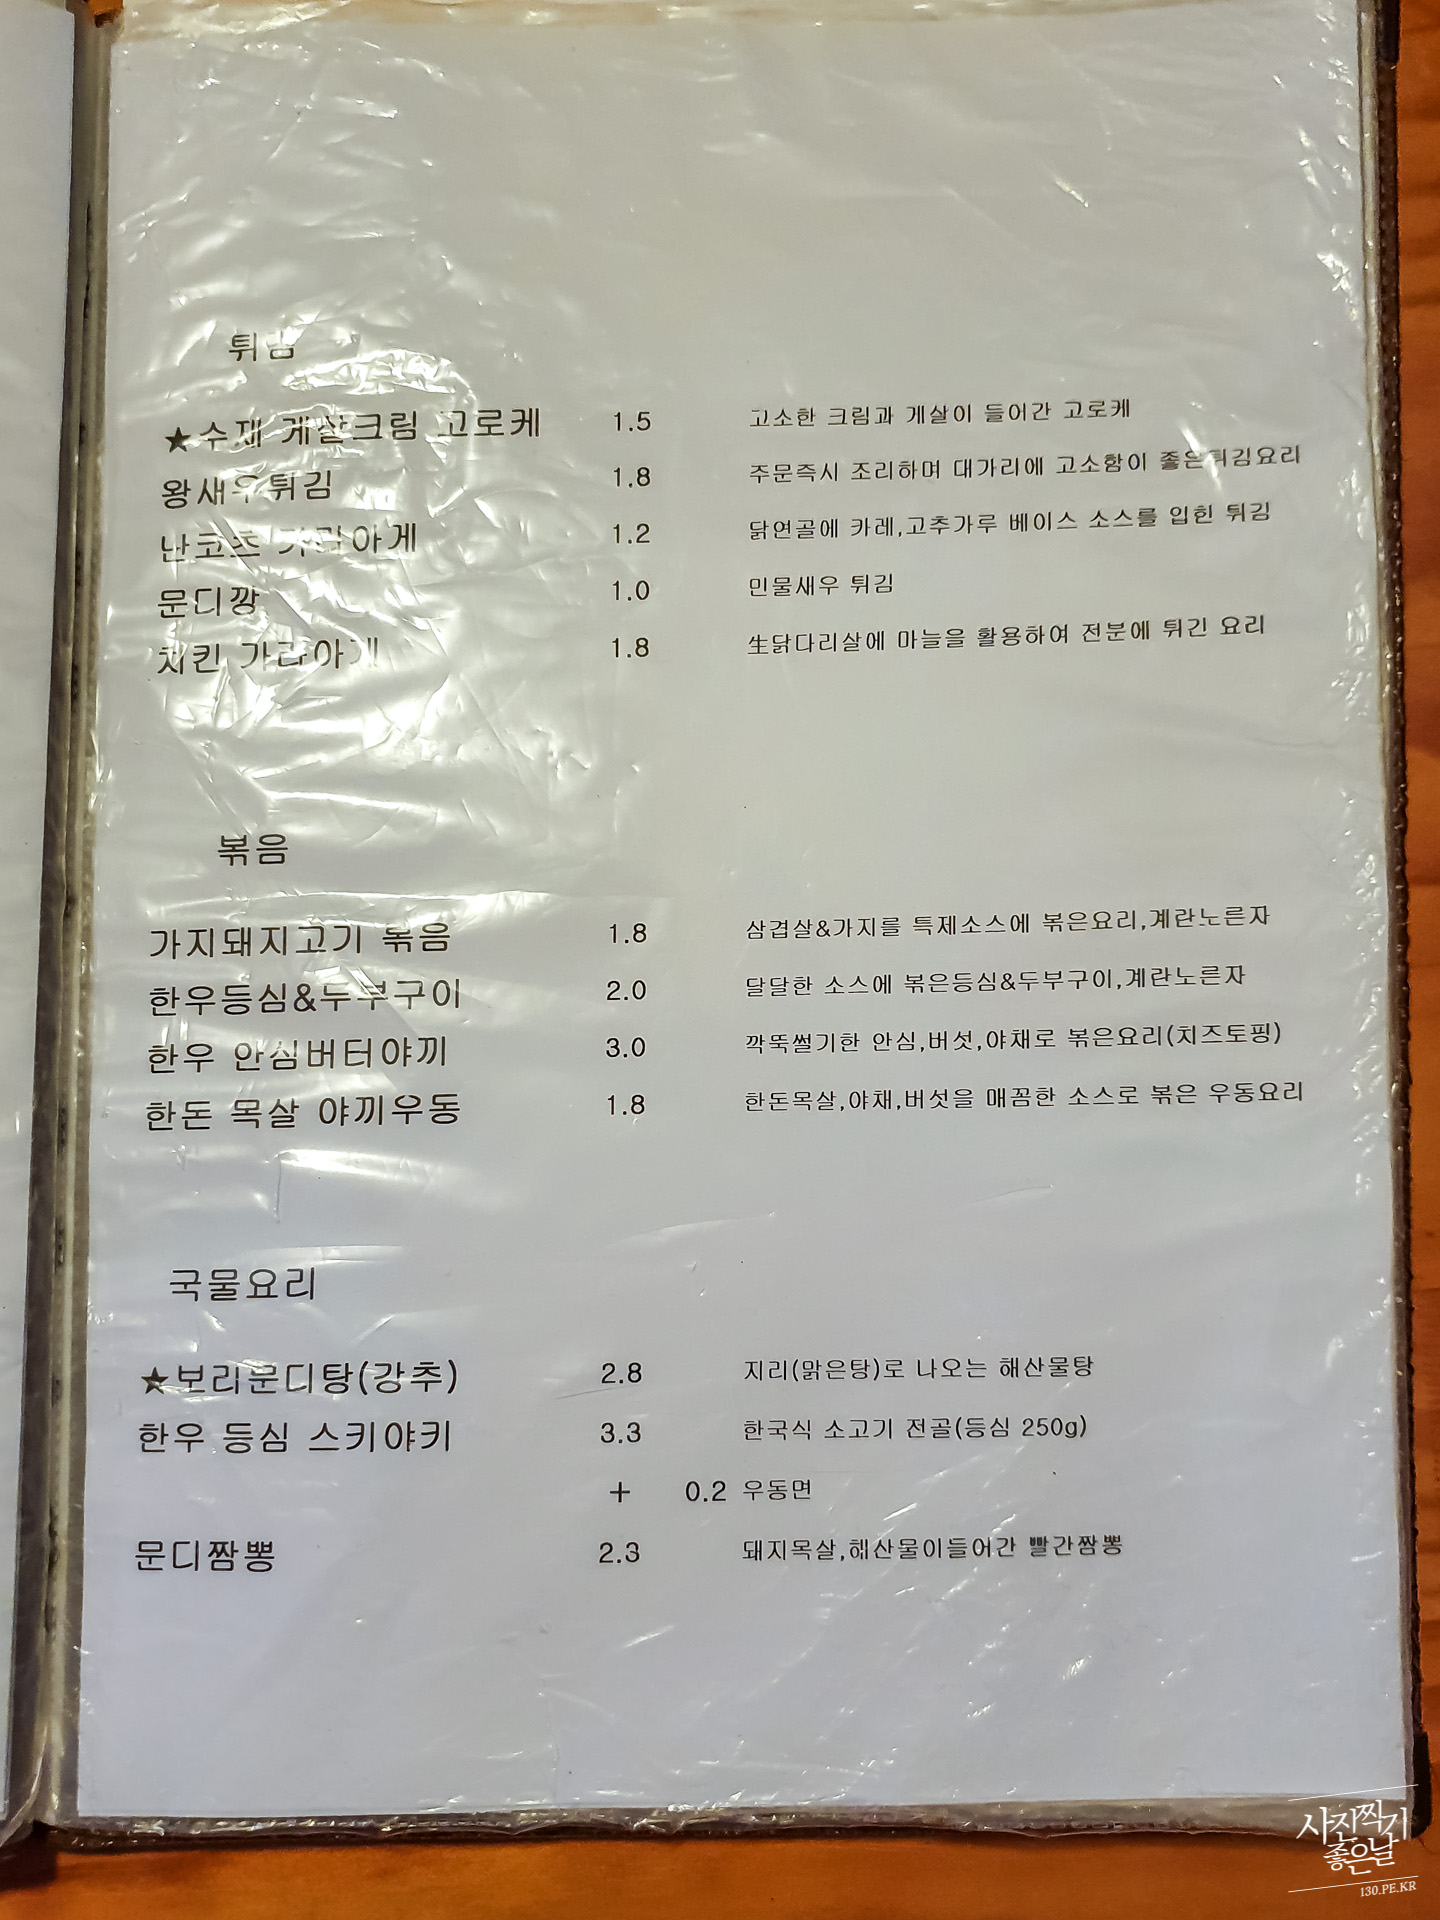 튀김
★수재 게살크림 고로케 1.5 고소한 크림과 게살이 들어간 고로케
왕새우튀김 1.8 주문즉시 조리하며 대가리에 고소함이 좋은튀김요리
난코츠 가라아게 1.2 닭연골에 카레,고추가루 베이스 소스를 입힌 튀김
문디깡 1.0 민물새우 튀김
치킨 가라아게 1.8 生닭다리살에 마늘을 활용하여 전분에 튀긴 요리
볶음
가지돼지고기 볶음 1.8 삼겹살&가지를 특제소스에 볶은요리,계란노른자
한우등심&두부구이 2.0 달달한 소스에 볶은등심&두부구이,계란노른자
한우 안심버터야끼 3.0 깍뚝썰기한 안심,버섯,야채로 볶은요리(치즈토핑)
한돈 목살 야끼우동 1.8 한돈목살,야채,버섯을 매꼼한 소스로 볶은 우동요리
국물요리
★보리문디탕(강추) 2.8 지리(맑은탕)로 나오는 해산물탕
한우 등심 스키야키 3.3 한국식 소고기 전골(등심 250g)
+ 0.2 우동면
문디짬뽕 2.3 돼지목살,해산물이들어간 빨간짬뽕
사진찍기
좋은날
130.PE.KR